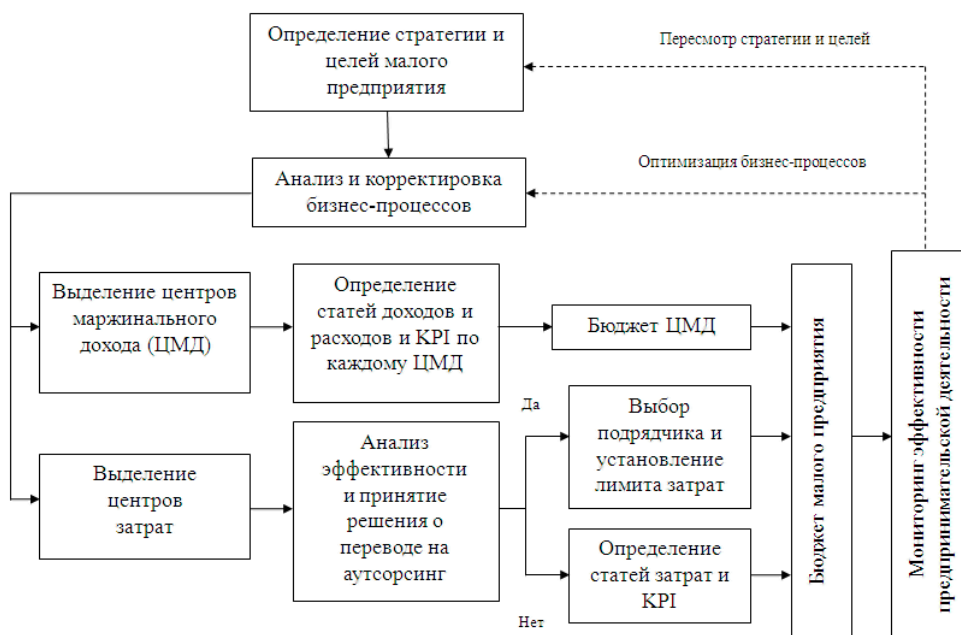 Определение стратегии и
целей малого
предприятия
Пересмотр стратегии и целей
Оптимизация бизнес-процессов
Анализ и корректировка
бизнес-процессов
Выделение центров
маржинального
дохода (ЦМД)
Определение
статей доходов и
расходов и KPI по
каждому ЦМД
Бюджет ЦМД
Выделение
центров
затрат
Анализ
эффективности
и принятие
решения о
переводе на
аутсорсинг
Да
Выбор
подрядчика и
установление
лимита затрат
Нет
Определение
статей затрат и
KPI
Бюджет малого предприятия
Мониторинг эффективности
предпринимательской деятельности